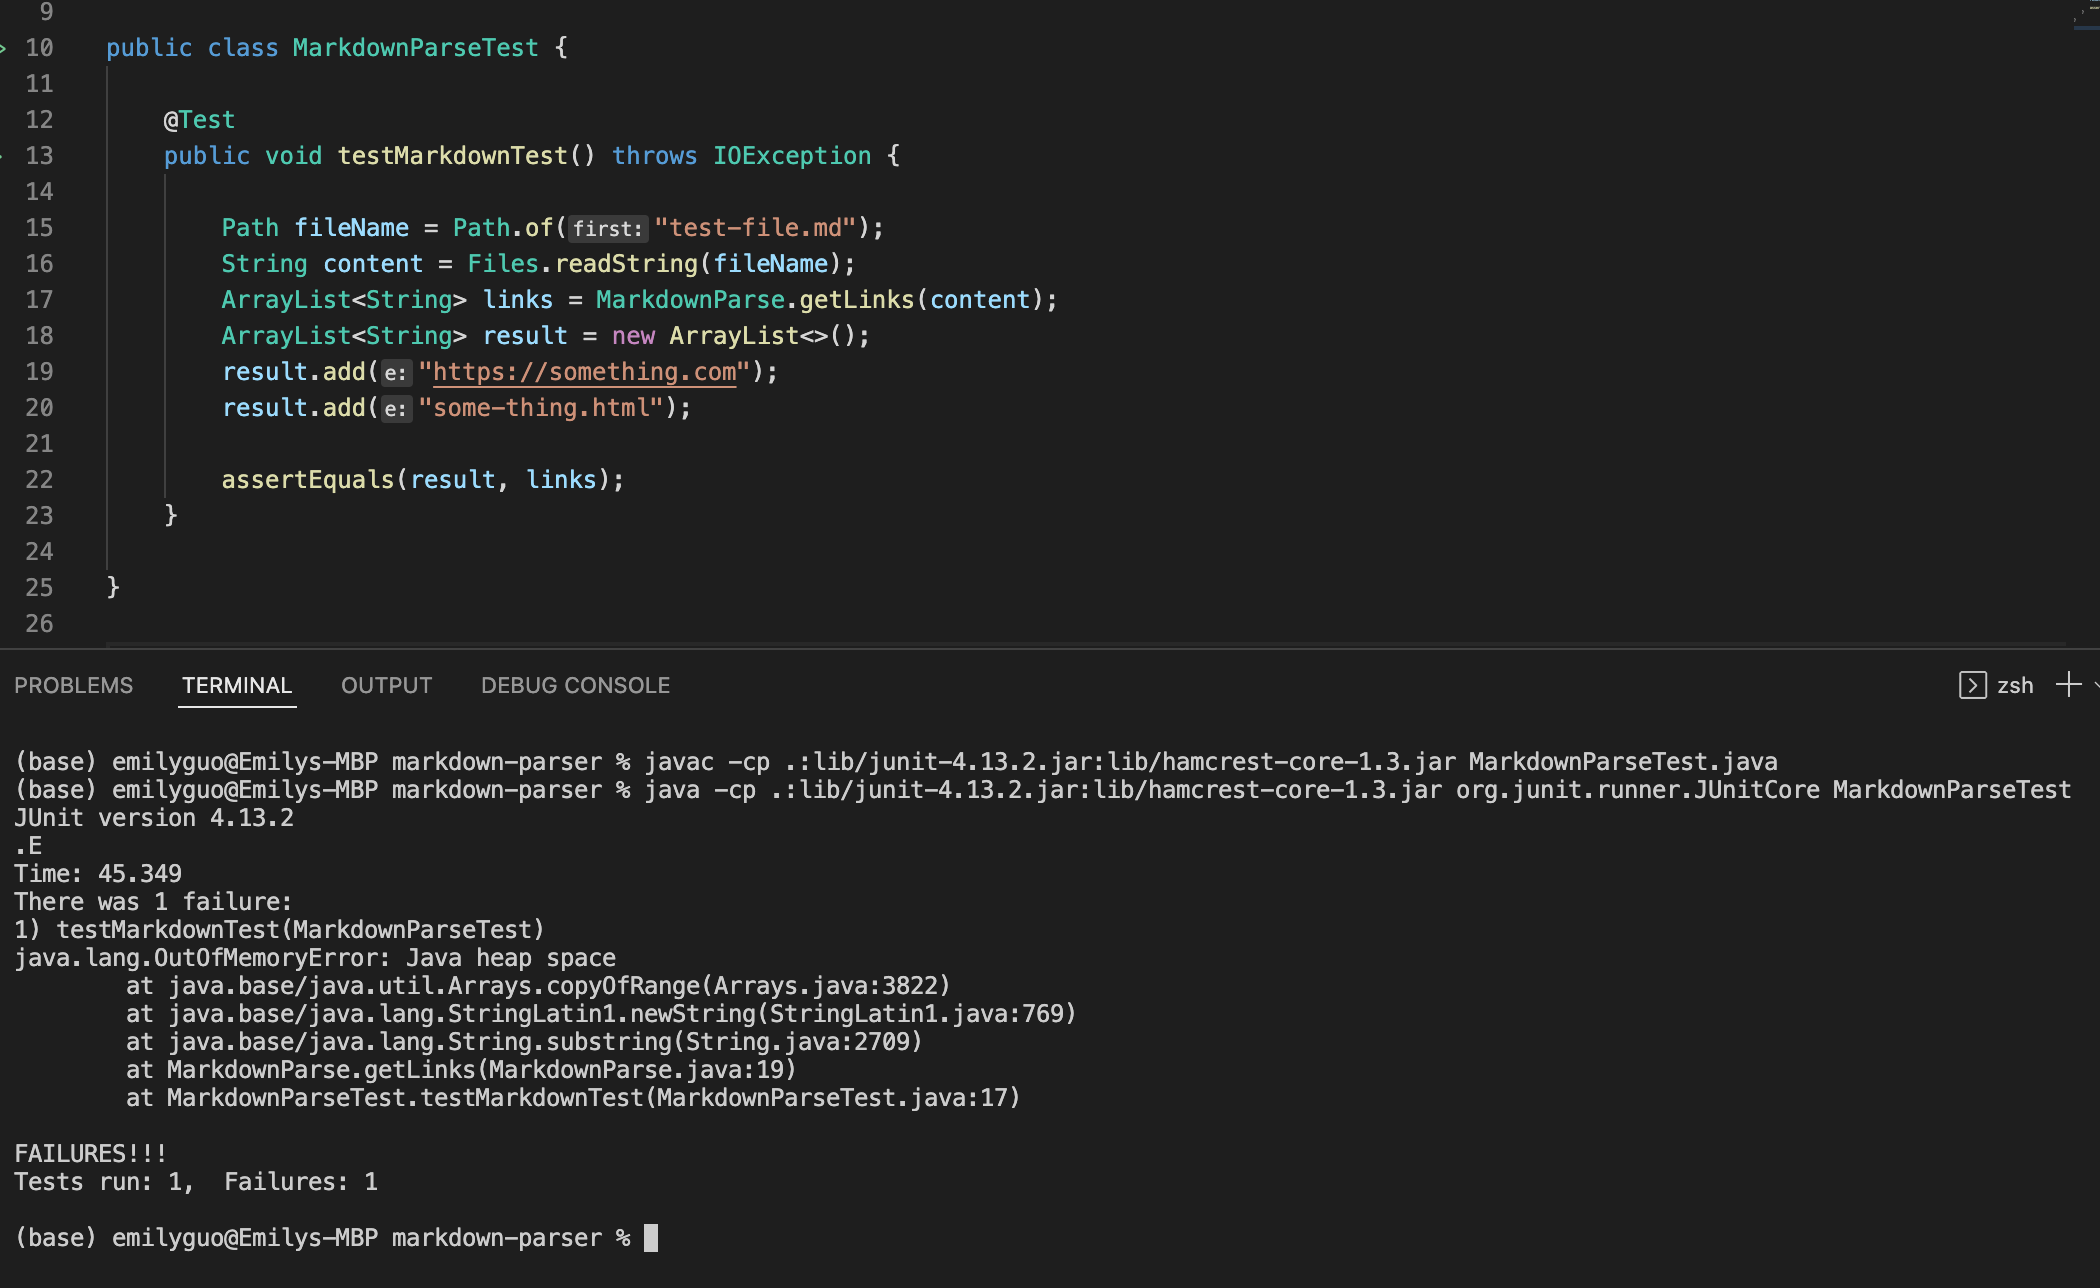 9
10 public class MarkdownParseTest {
11
12 @Test
13 public void testMarkdownTest() throws IOException {
14
15 Path fileName = Path.of(first: "test-file.md");
16 String content = Files.readString(fileName);
17 ArrayList<String> links = MarkdownParse.getLinks(content);
18 ArrayList<String> result = new ArrayList<>();
19 result.add(e: "https://something.com");
20 result.add(e: "some-thing.html");
21
22 assertEquals(result, links);
23 }
24
25 }
26
PROBLEMS TERMINAL OUTPUT DEBUG CONSOLE zsh
(base) emilyguo@Emilys-MBP markdown-parser % javac -cp .:lib/junit-4.13.2.jar:lib/hamcrest-core-1.3.jar MarkdownParseTest.java
(base) emilyguo@Emilys-MBP markdown-parser % java -cp .:lib/junit-4.13.2.jar:lib/hamcrest-core-1.3.jar org.junit.runner.JUnitCore MarkdownParseTest
JUnit version 4.13.2
.E
Time: 45.349
There was 1 failure:
1) testMarkdownTest(MarkdownParseTest)
java.lang.OutOfMemoryError: Java heap space
at java.base/java.util.Arrays.copyOfRange(Arrays.java:3822)
at java.base/java.lang.StringLatin1.newString(StringLatin1.java:769)
at java.base/java.lang.String.substring(String.java:2709)
at MarkdownParse.getLinks(MarkdownParse.java:19)
at MarkdownParseTest.testMarkdownTest(MarkdownParseTest.java:17)
FAILURES!!!
Tests run: 1,  Failures: 1
(base) emilyguo@Emilys-MBP markdown-parser %